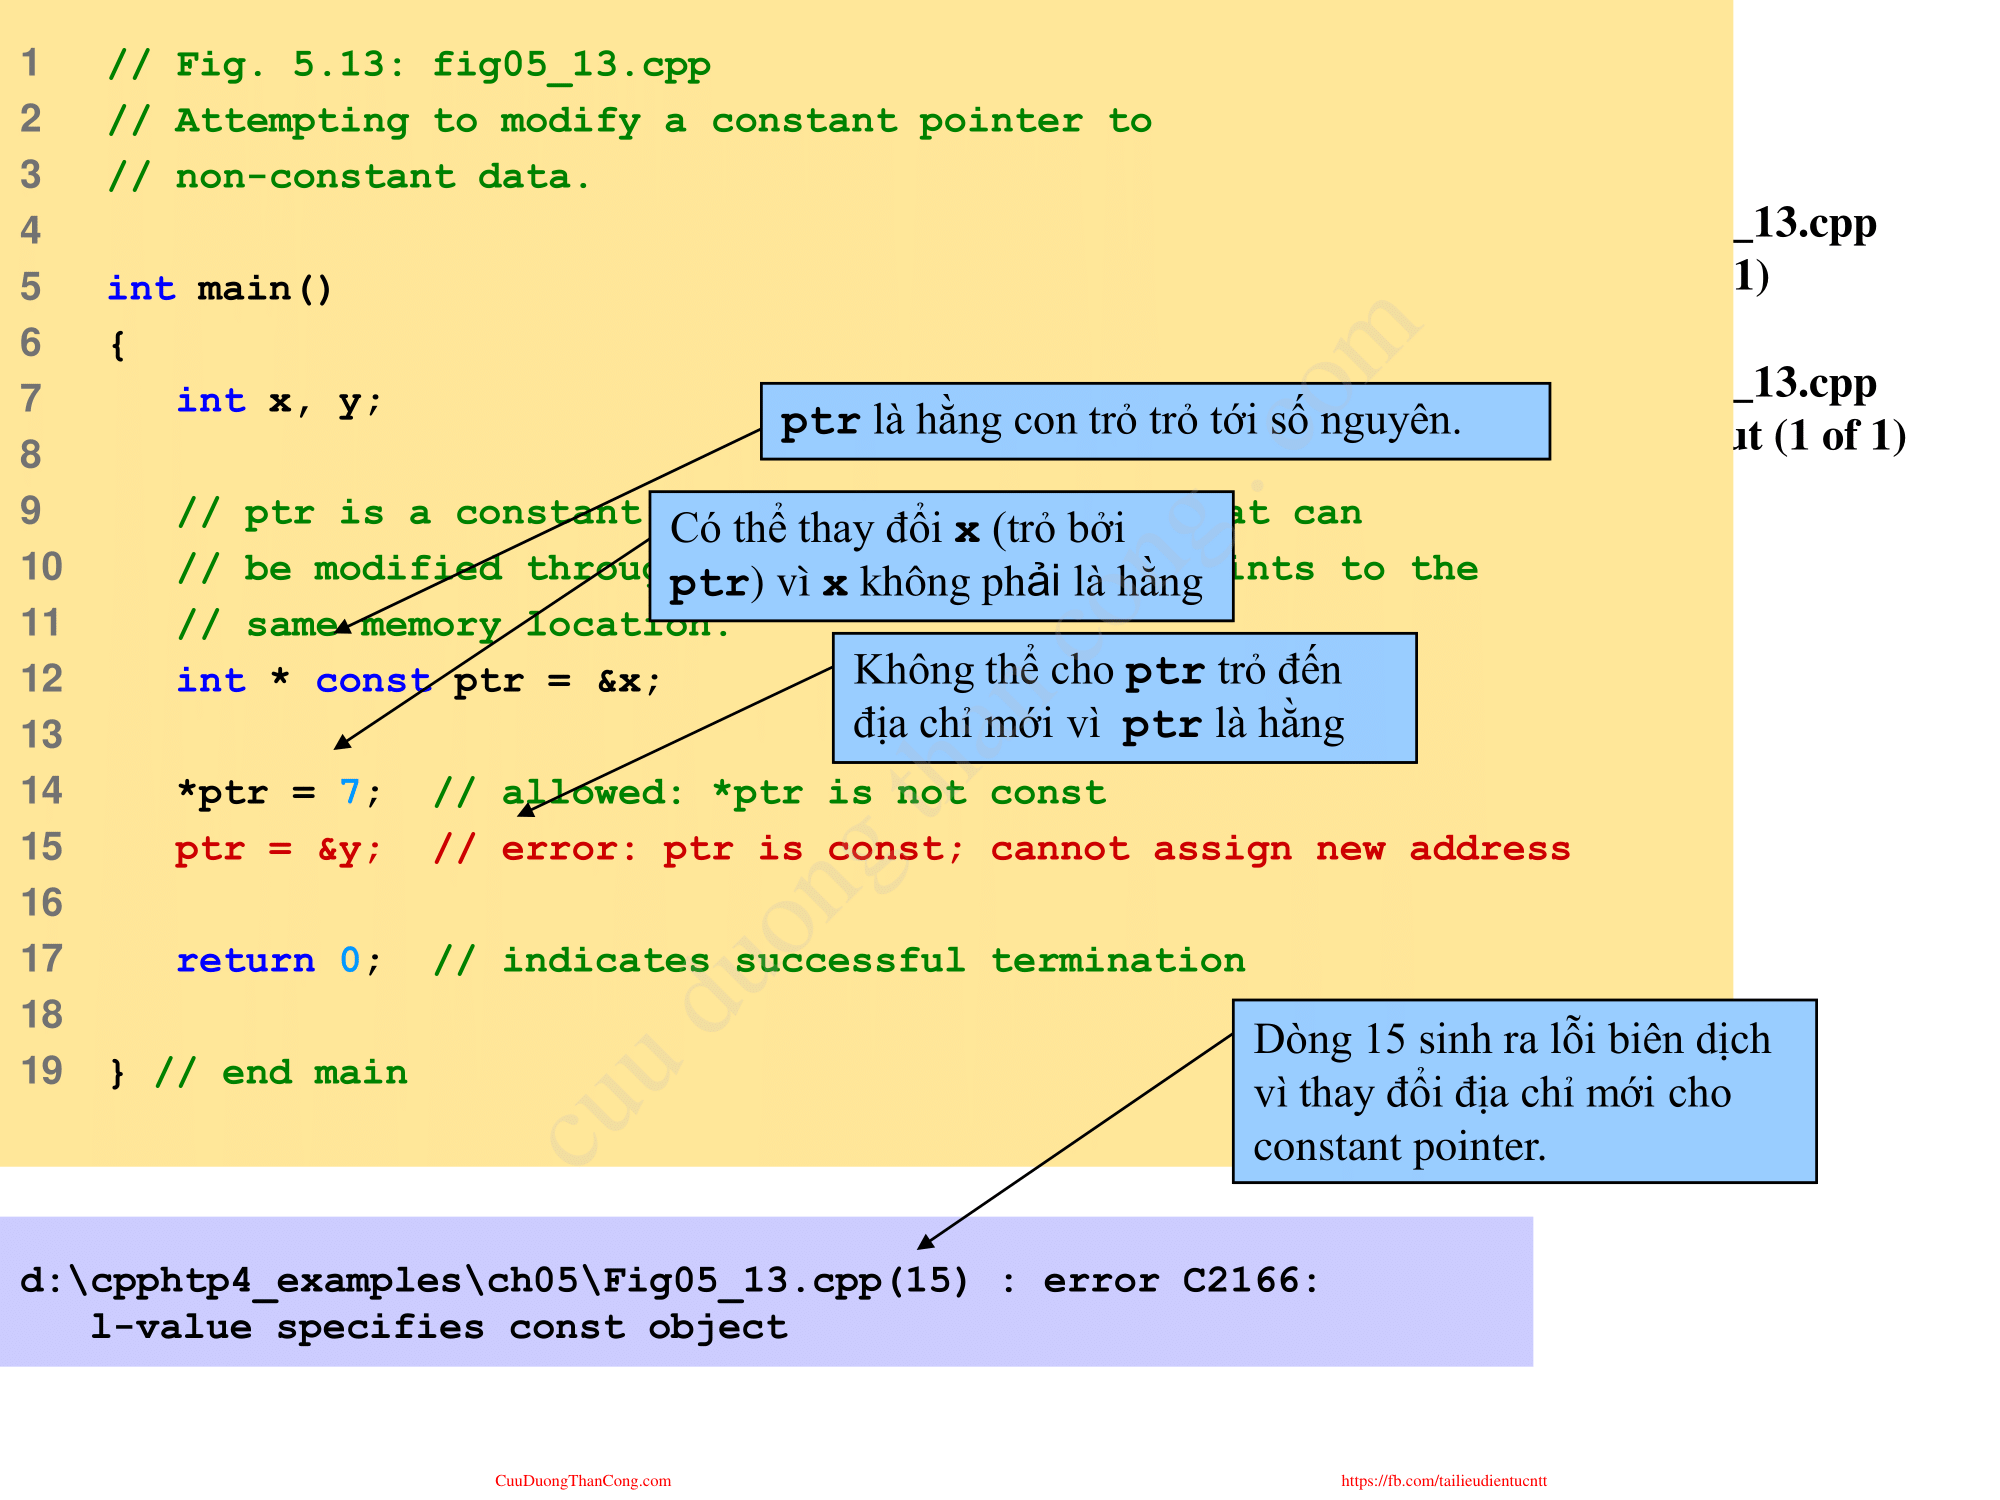 1 // Fig. 5.13: fig05_13.cpp
2 // Attempting to modify a constant pointer to
3 // non-constant data.
4
5 int main()
6 {
7 int x, y;
8
9 // ptr is a constant at can
10 // be modified throu ints to the
11 // same memory location.
12 int * const ptr = &x;
13
14 *ptr = 7; // allowed: *ptr is not const
15 ptr = &y; // error: ptr is const; cannot assign new address
16
17 return 0; // indicates successful termination
18
19 } // end main
_13.cpp
1)
_13.cpp
ut (1 of 1)
ptr là hằng con trỏ trỏ tới số nguyên.
Có thể thay đổi x (trỏ bởi
ptr) vì x không phải là hằng
Không thể cho ptr trỏ đến
địa chỉ mới vì ptr là hằng
Dòng 15 sinh ra lỗi biên dịch
vì thay đổi địa chỉ mới cho
constant pointer.
d:\cpphtp4_examples\ch05\Fig05_13.cpp(15) : error C2166:
l-value specifies const object
cuu duong than cong . com
CuuDuongThanCong.com
https://fb.com/tailieudientucntt